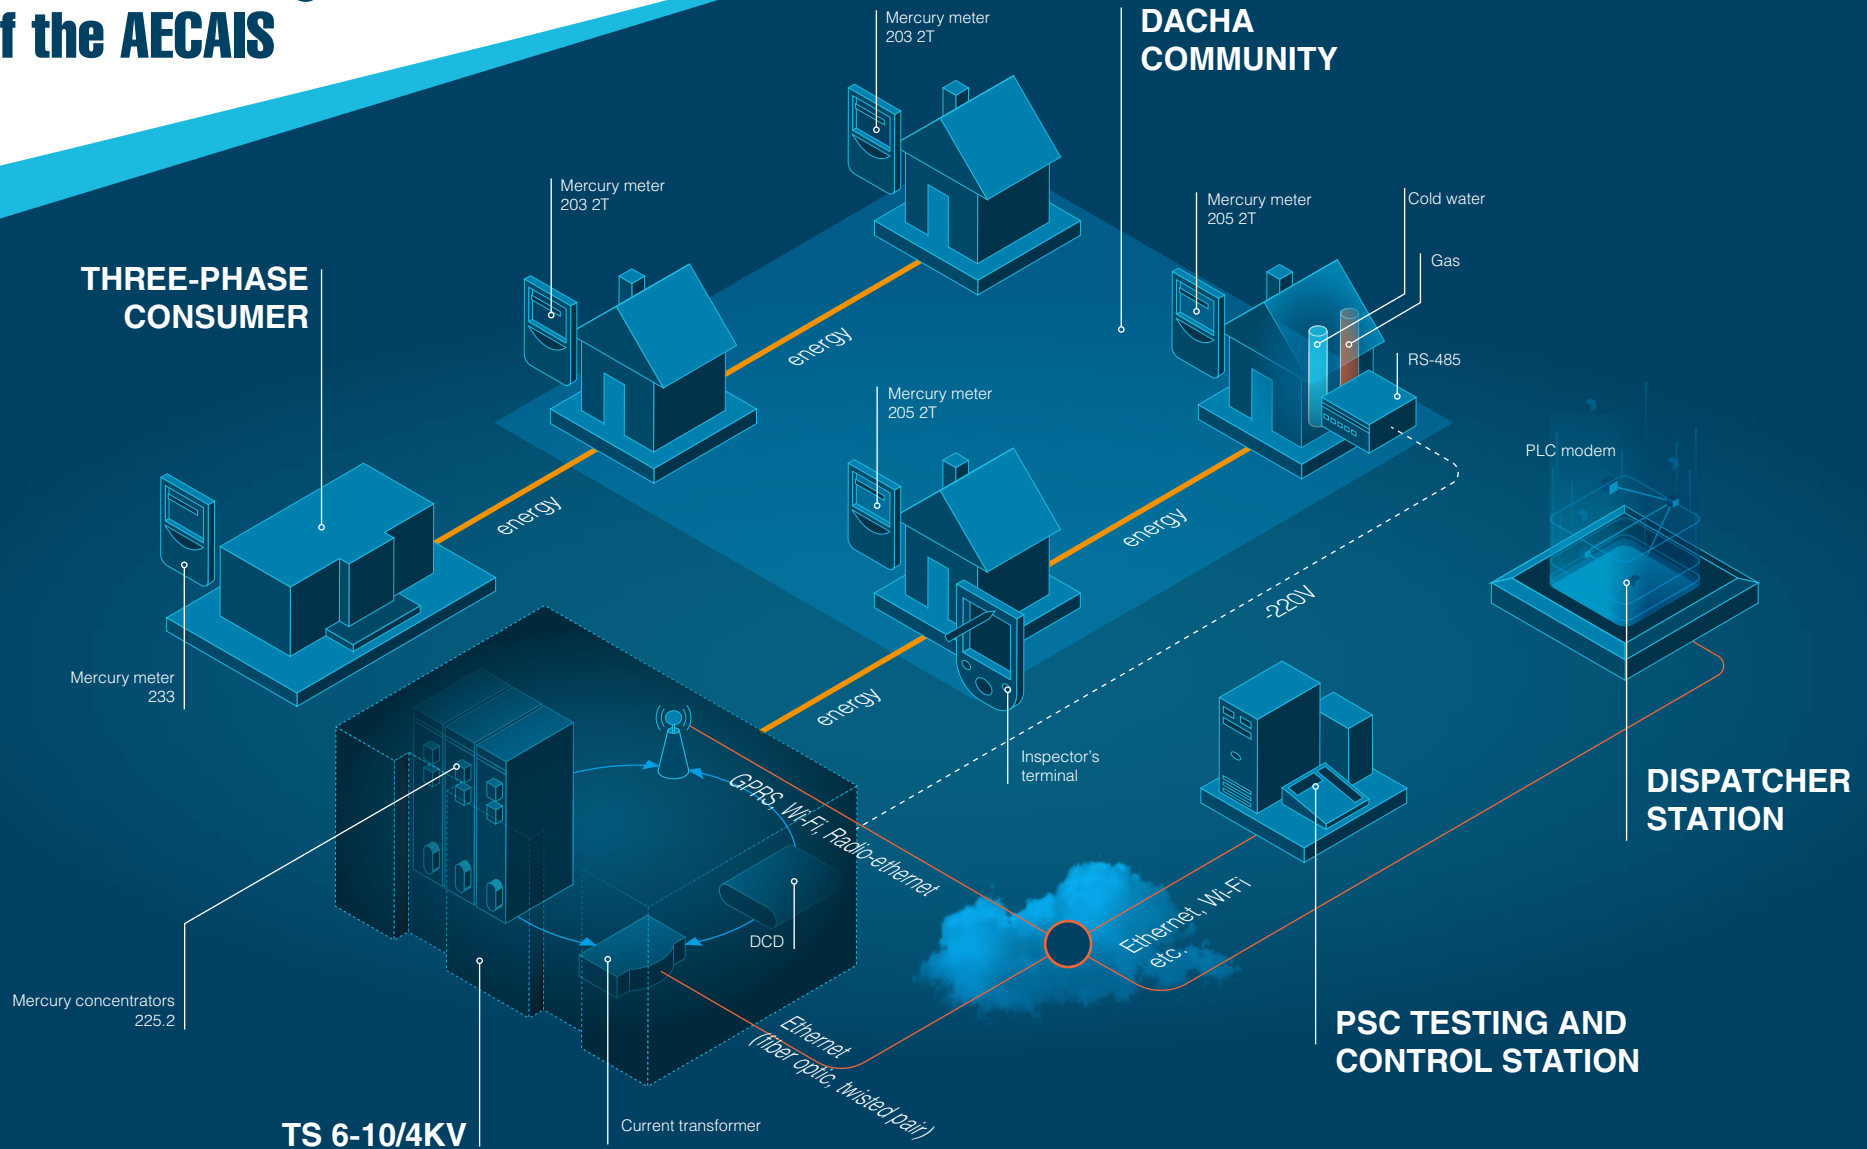 f the AECAIS
Mercury meter
203 2T
DACHA
COMMUNITY
Mercury meter
203 2T
Mercury meter
205 2T
Cold water
Gas
THREE-PHASE
CONSUMER
energy
RS-485
Mercury meter
205 2T
PLC modem
energy
energy
~220V
Mercury meter
233
energy
Inspector's
terminal
GPRS, Wi-Fi, Radio-ethernet
DISPATCHER
STATION
Ethernet, Wi-Fi
etc.
DCD
Mercury concentrators
225.2
Ethernet
(fiber optic, twisted pair)
PSC TESTING AND
CONTROL STATION
TS 6-10/4KV
Current transformer